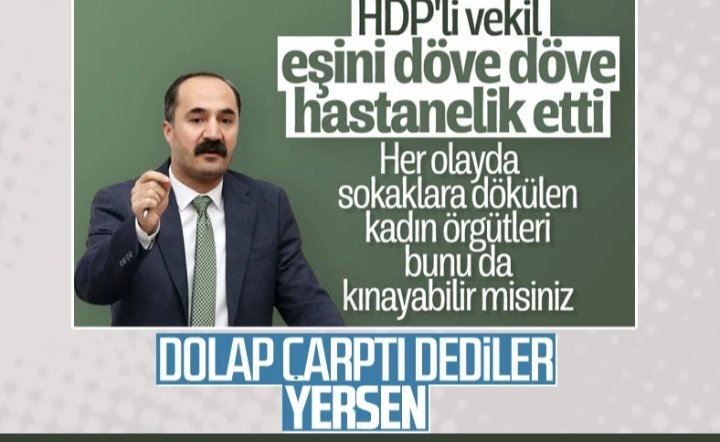 HDP'li vekil
eşini döve döve
hastanelik etti
Her olayda
sokaklara dökülen
kadın örgütleri
bunu da
kınayabilir misiniz
DOLAP ÇARPTI DEDİLER
YERSEN